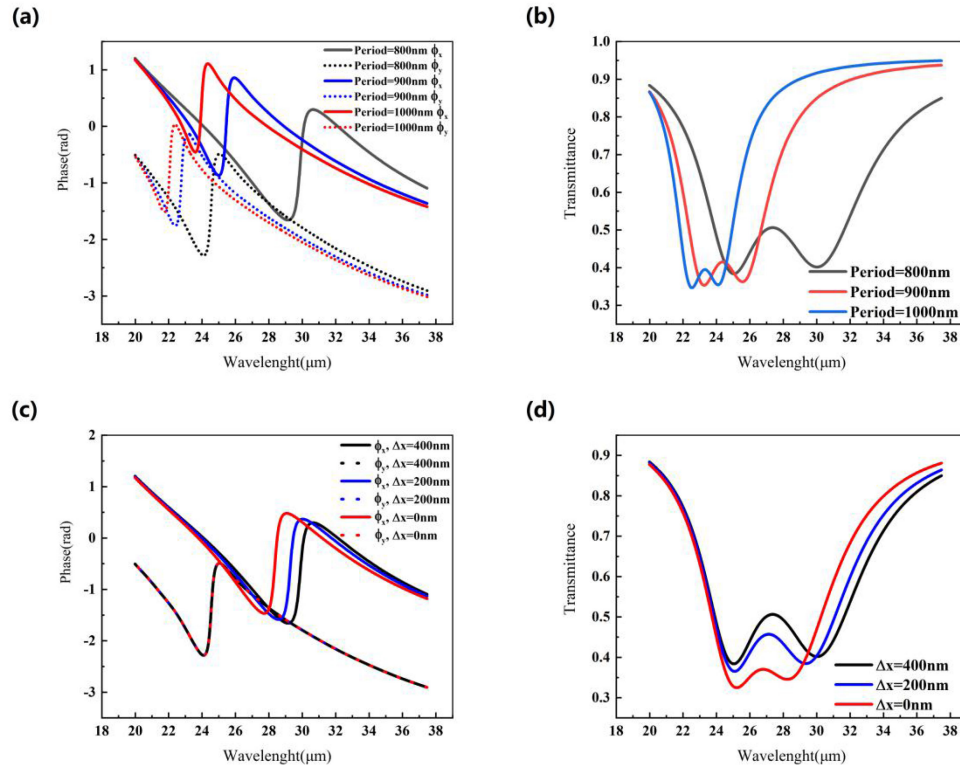 (a)
Period=800nm ϕx
Period=800nm ϕy
Period=900nm ϕx
Period=900nm ϕy
Period=1000nm ϕx
Period=1000nm ϕy
1
0
-1
-2
-3
Phase(rad)
18 20 22 24 26 28 30 32 34 36 38
Wavelenght(μm)
(b)
1.0
0.9
0.8
0.7
0.6
0.5
0.4
0.3
Transmittance
Period=800nm
Period=900nm
Period=1000nm
18 20 22 24 26 28 30 32 34 36 38
Wavelenght(μm)
(c)
2
1
0
-1
-2
-3
Phase(rad)
ϕx, Δx=400nm
ϕy, Δx=400nm
ϕx, Δx=200nm
ϕy, Δx=200nm
ϕx, Δx=0nm
ϕy, Δx=0nm
18 20 22 24 26 28 30 32 34 36 38
Wavelenght(μm)
(d)
0.9
0.8
0.7
0.6
0.5
0.4
0.3
Transmittance
Δx=400nm
Δx=200nm
Δx=0nm
18 20 22 24 26 28 30 32 34 36 38
Wavelenght(μm)